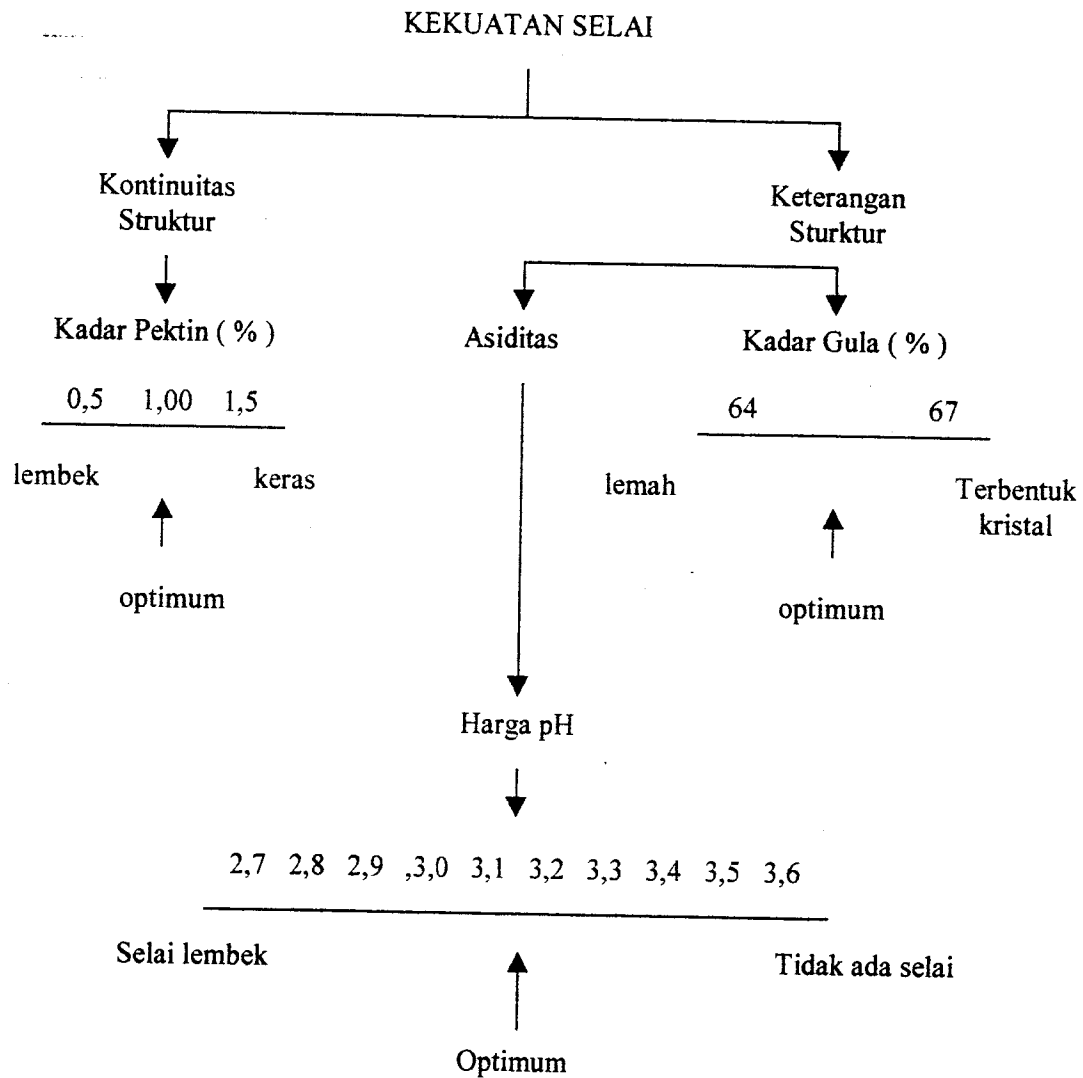 KEKUATAN SELAI
Kontinuitas
Struktur
Keterangan
Sturktur
Kadar Pektin ( % )
Asiditas
Kadar Gula ( % )
0,5 1,00 1,5
64 67
lembek keras
lemah
Terbentuk
kristal
optimum
optimum
Harga pH
2,7 2,8 2,9 ,3,0 3,1 3,2 3,3 3,4 3,5 3,6
Selai lembek
Tidak ada selai
Optimum